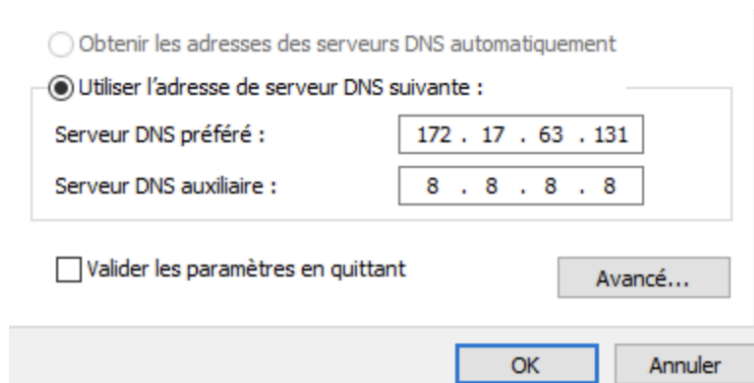 Obtenir les adresses des serveurs DNS automatiquement
Utiliser l'adresse de serveur DNS suivante :
Serveur DNS préféré : 172 . 17 . 63 . 131
Serveur DNS auxiliaire : 8 . 8 . 8 . 8
Valider les paramètres en quittant Avancé...
OK Annuler